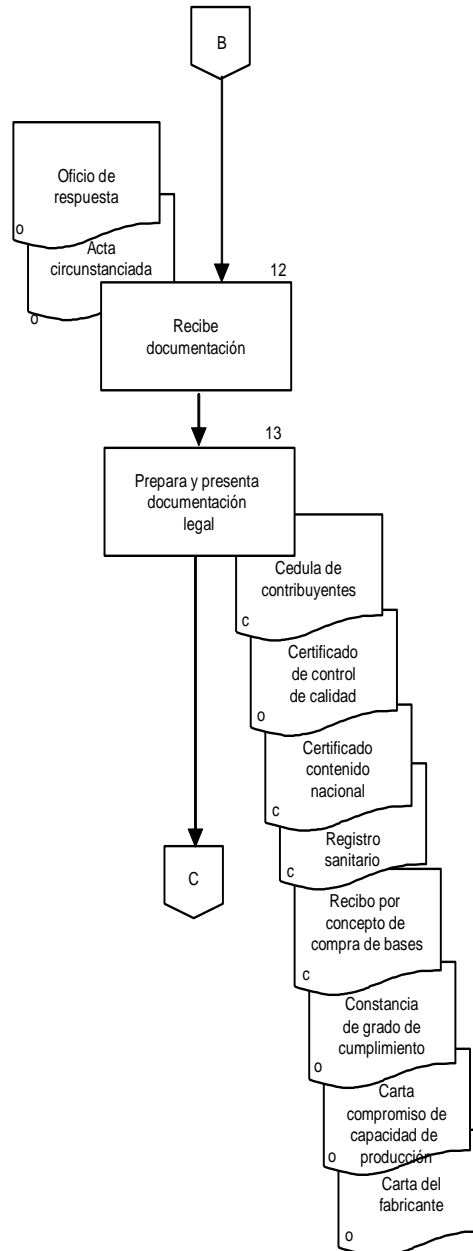 B
Oficio de
respuesta
o
Acta
circunstanciada
o
12
Recibe
documentación
13
Prepara y presenta
documentación
legal
Cedula de
contribuyentes
c
Certificado
de control
de calidad
o
Certificado
contenido
nacional
c
Registro
sanitario
c
C
Recibo por
concepto de
compra de bases
c
Constancia
de grado de
cumplimiento
o
Carta
compromiso de
capacidad de
producción
o
Carta del
fabricante
o